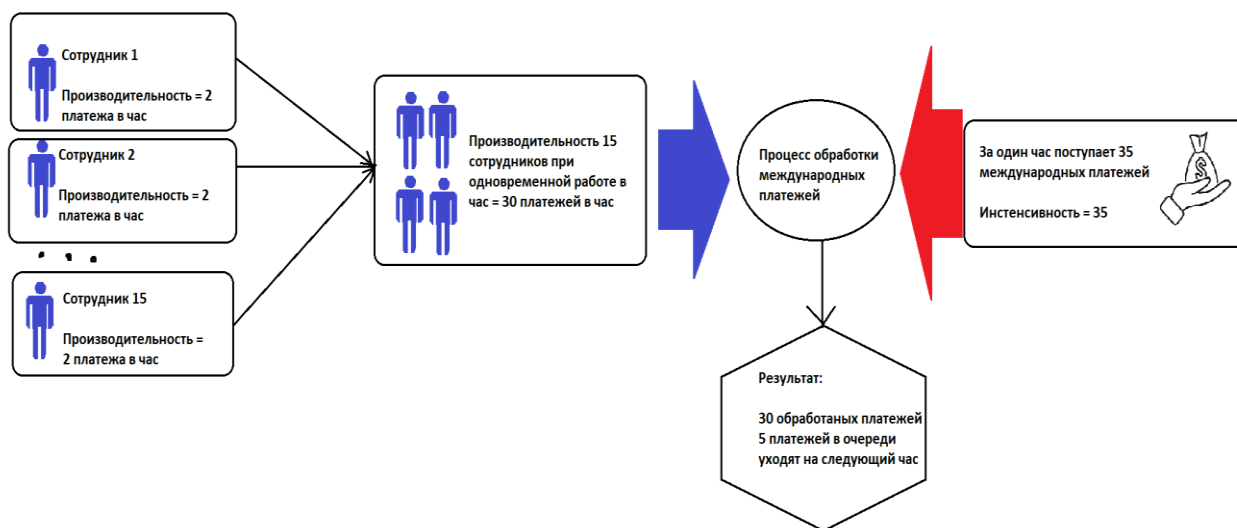 Сотрудник 1
Производительность = 2
платежа в час
Сотрудник 2
Производительность = 2
платежа в час
Сотрудник 15
Производительность =
2 платежа в час
Производительность 15
сотрудников при
одновременной работе в
час = 30 платежей в час
Процесс обработки
международных
платежей
За один час поступает 35
международных платежей
Инстенсивность = 35
$
Результат:
30 обработаных платежей
5 платежей в очереди
уходят на следующий час